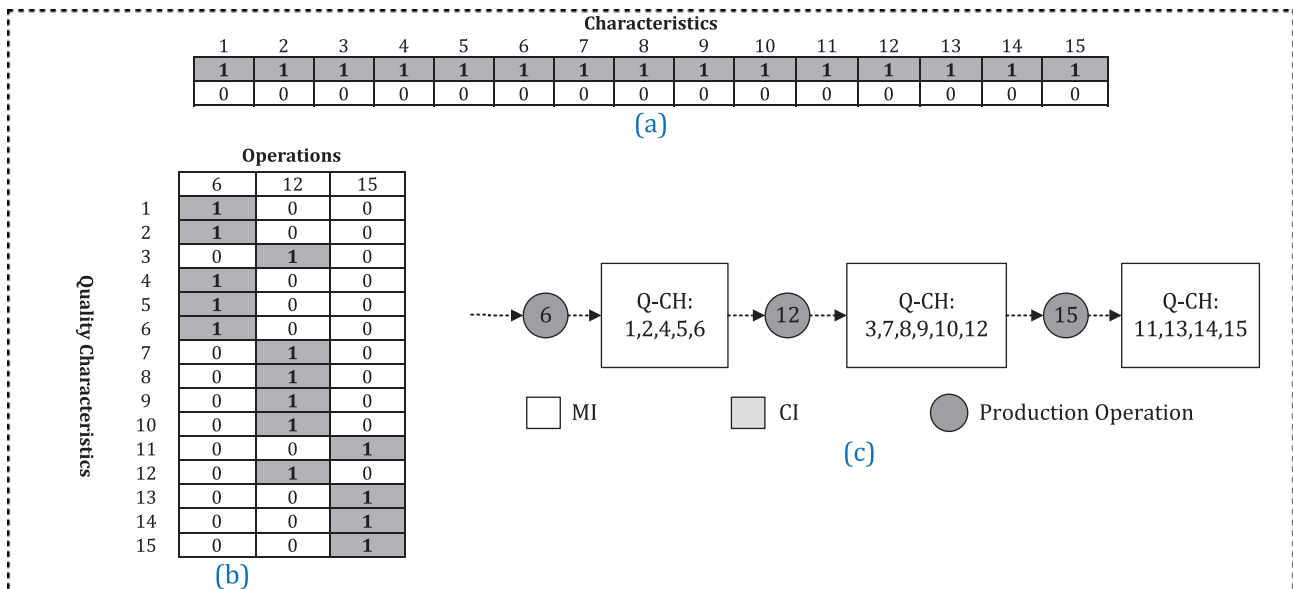 Characteristics
1 2 3 4 5 6 7 8 9 10 11 12 13 14 15
1 1 1 1 1 1 1 1 1 1 1 1 1 1 1
0 0 0 0 0 0 0 0 0 0 0 0 0 0 0
(a)
Operations
6 12 15
Quality Characteristics
1 1 0 0
2 1 0 0
3 0 1 0
4 1 0 0
5 1 0 0
6 1 0 0
7 0 1 0
8 0 1 0
9 0 1 0
10 0 1 0
11 0 0 1
12 0 1 0
13 0 0 1
14 0 0 1
15 0 0 1
(b)
6
Q-CH:
1,2,4,5,6
12
Q-CH:
3,7,8,9,10,12
15
Q-CH:
11,13,14,15
MI
CI
Production Operation
(c)